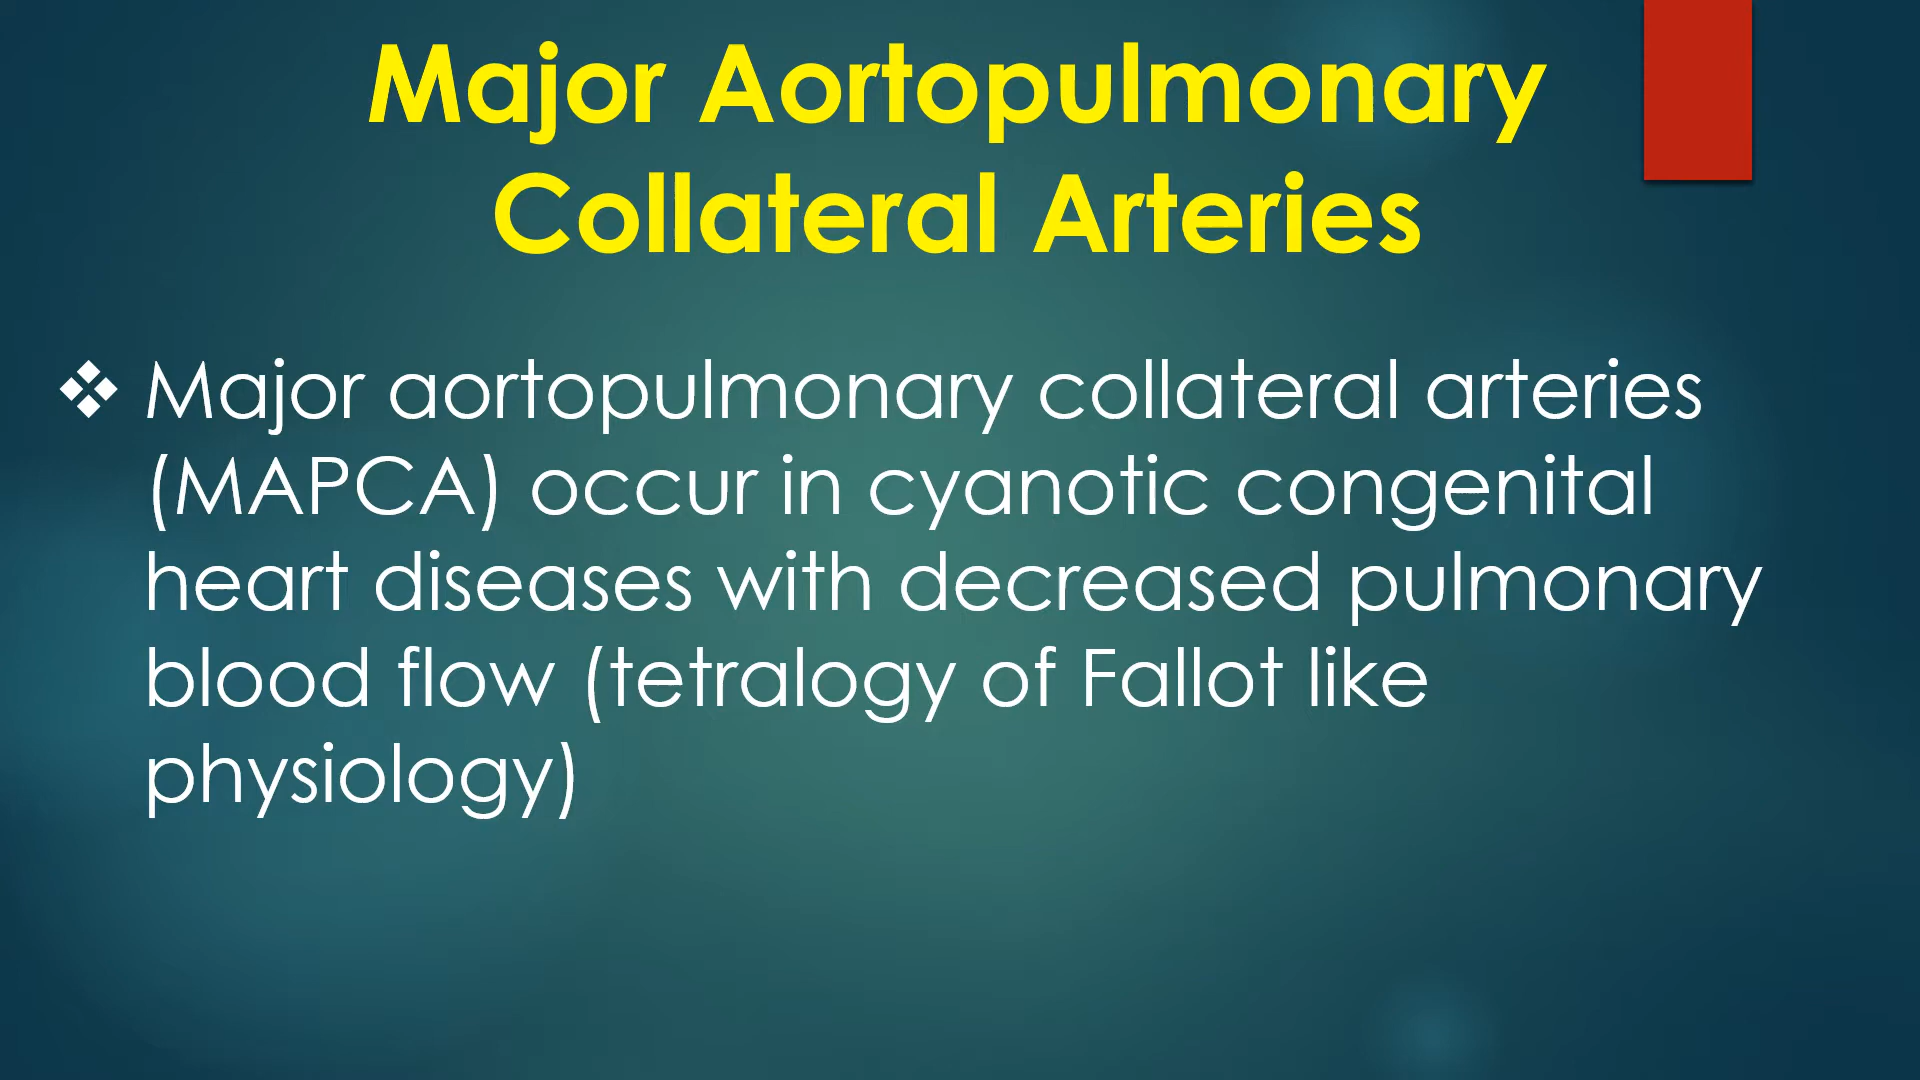 Major Aortopulmonary
Collateral Arteries
❖ Major aortopulmonary collateral arteries
(MAPCA) occur in cyanotic congenital
heart diseases with decreased pulmonary
blood flow (tetralogy of Fallot like
physiology)